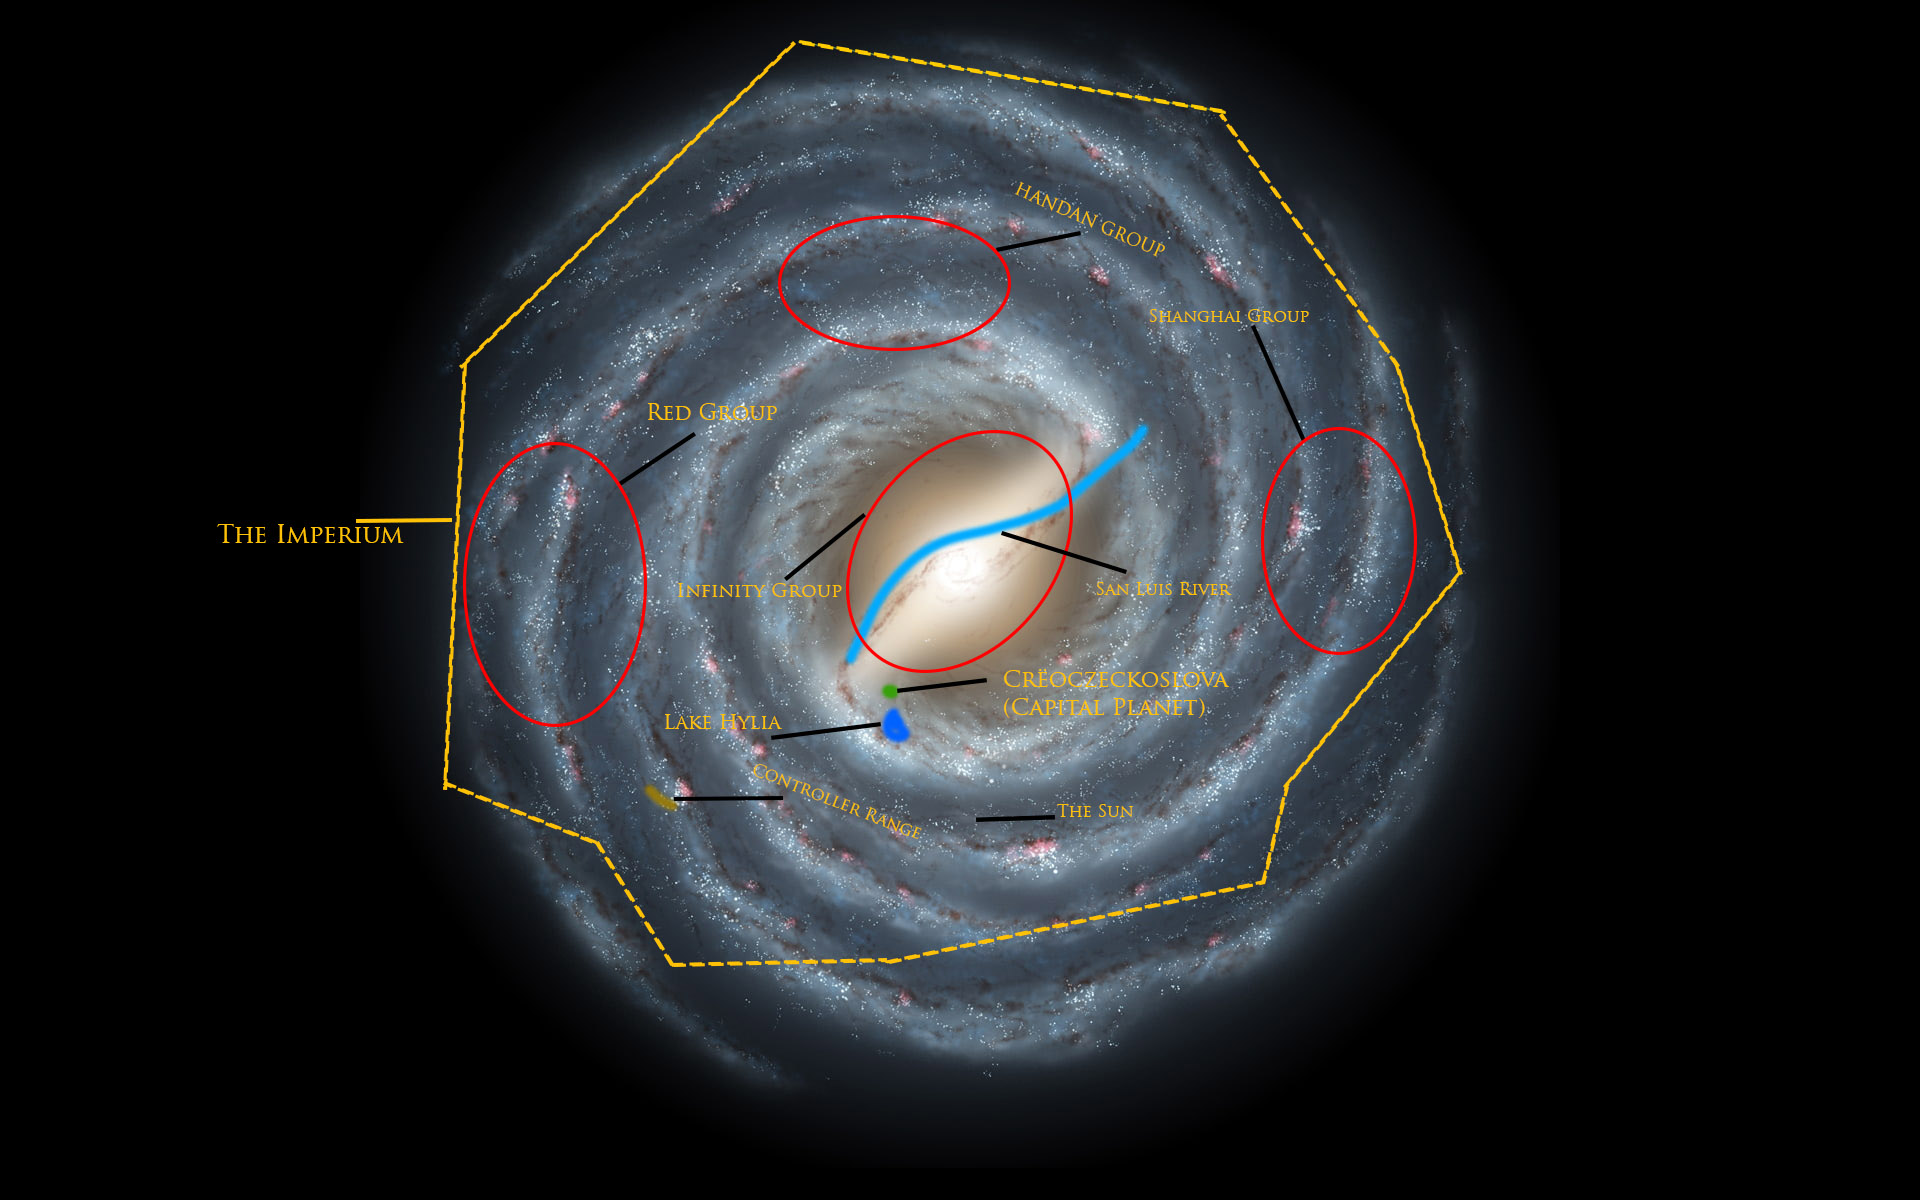 Handan Group
Shanghai Group
Red Group
The Imperium
Infinity Group
San Luis River
Crëoczeckoslova
(Capital Planet)
Lake Hylia
Controller Range
The Sun